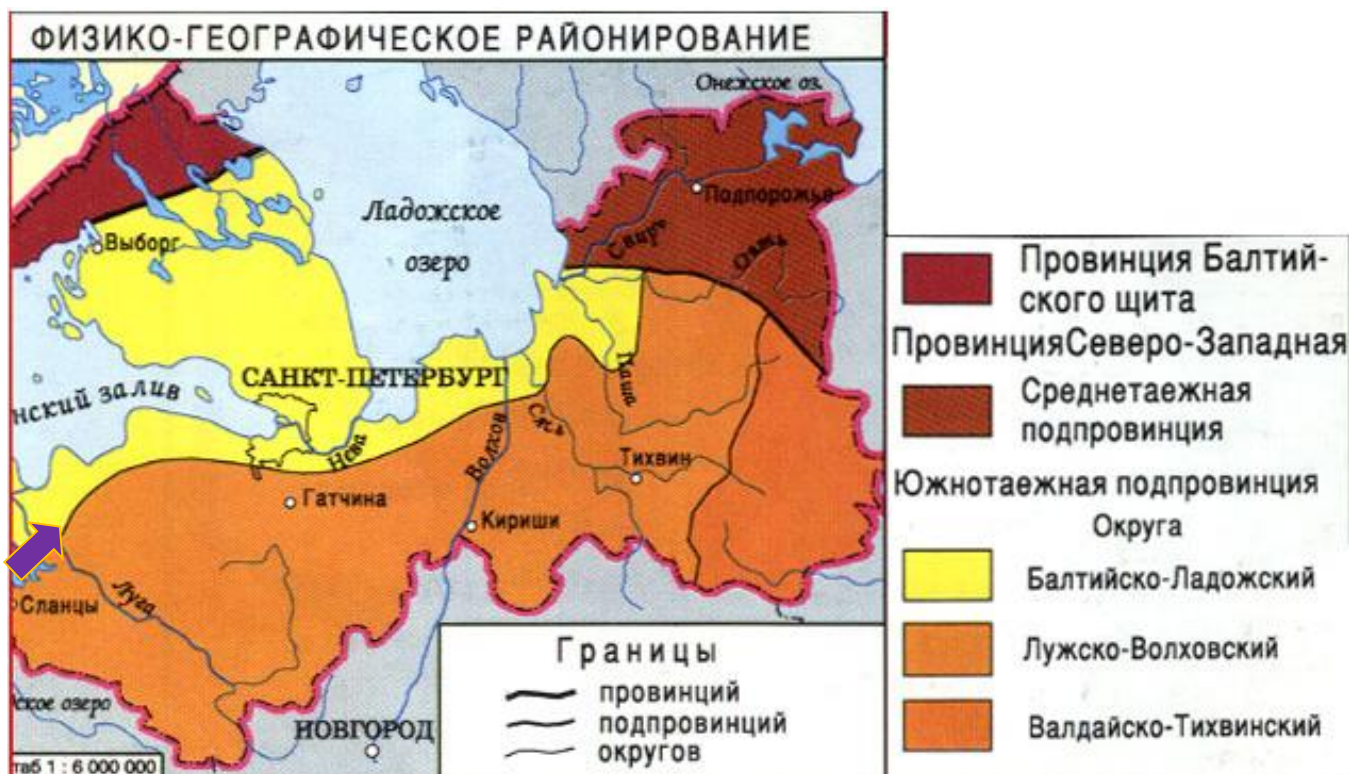 ФИЗИКО-ГЕОГРАФИЧЕСКОЕ РАЙОНИРОВАНИЕ
Онежское оз.
Подпорожье
Ладожское
озеро
Свирь
Оять
Выборг
нский залив
САНКТ-ПЕТЕРБУРГ
Нева
Волхов
Сясь
Паша
Тихвин
Гатчина
Кириши
Луга
Сланцы
ское озеро
НОВГОРОД
таб 1 : 6 000 000
Границы
провинций
подпровинций
округов
Провинция Балтий-
ского щита
Провинция Северо-Западная
Среднетаежная
подпровинция
Южнотаежная подпровинция
Округа
Балтийско-Ладожский
Лужско-Волховский
Валдайско-Тихвинский